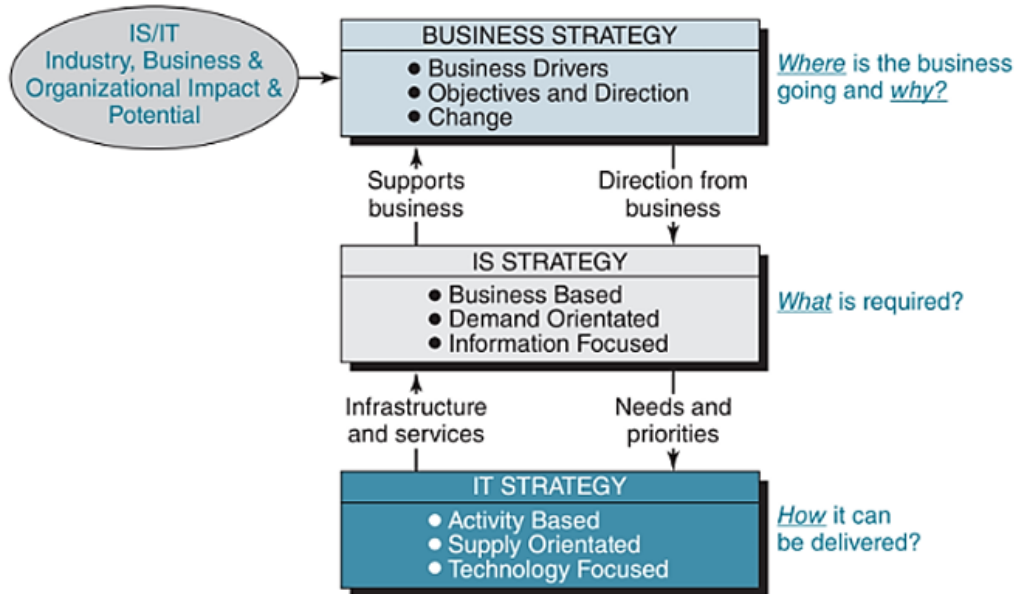 IS/IT
Industry, Business &
Organizational Impact &
Potential
BUSINESS STRATEGY
● Business Drivers
● Objectives and Direction
● Change
Where is the business
going and why?
Supports
business
Direction from
business
IS STRATEGY
● Business Based
● Demand Orientated
● Information Focused
What is required?
Infrastructure
and services
Needs and
priorities
IT STRATEGY
● Activity Based
● Supply Orientated
● Technology Focused
How it can
be delivered?